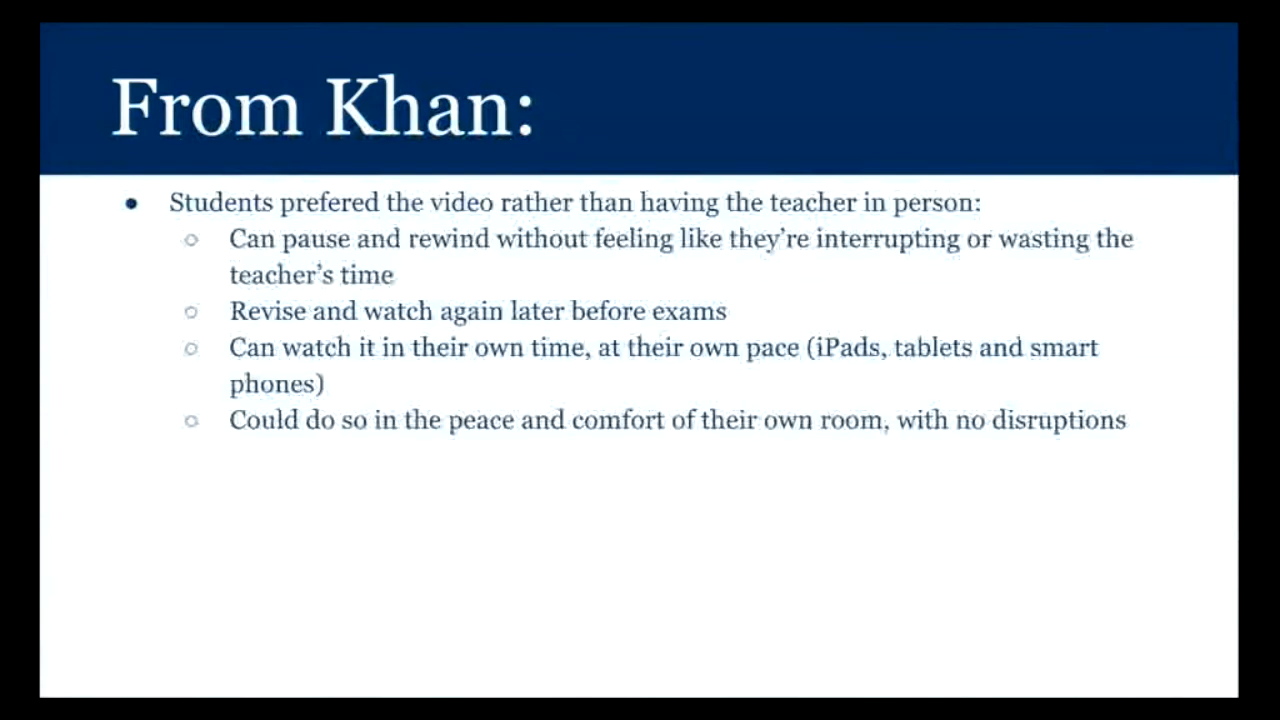 From Khan:
● Students prefered the video rather than having the teacher in person:
○ Can pause and rewind without feeling like they’re interrupting or wasting the
teacher’s time
○ Revise and watch again later before exams
○ Can watch it in their own time, at their own pace (iPads, tablets and smart
phones)
○ Could do so in the peace and comfort of their own room, with no disruptions